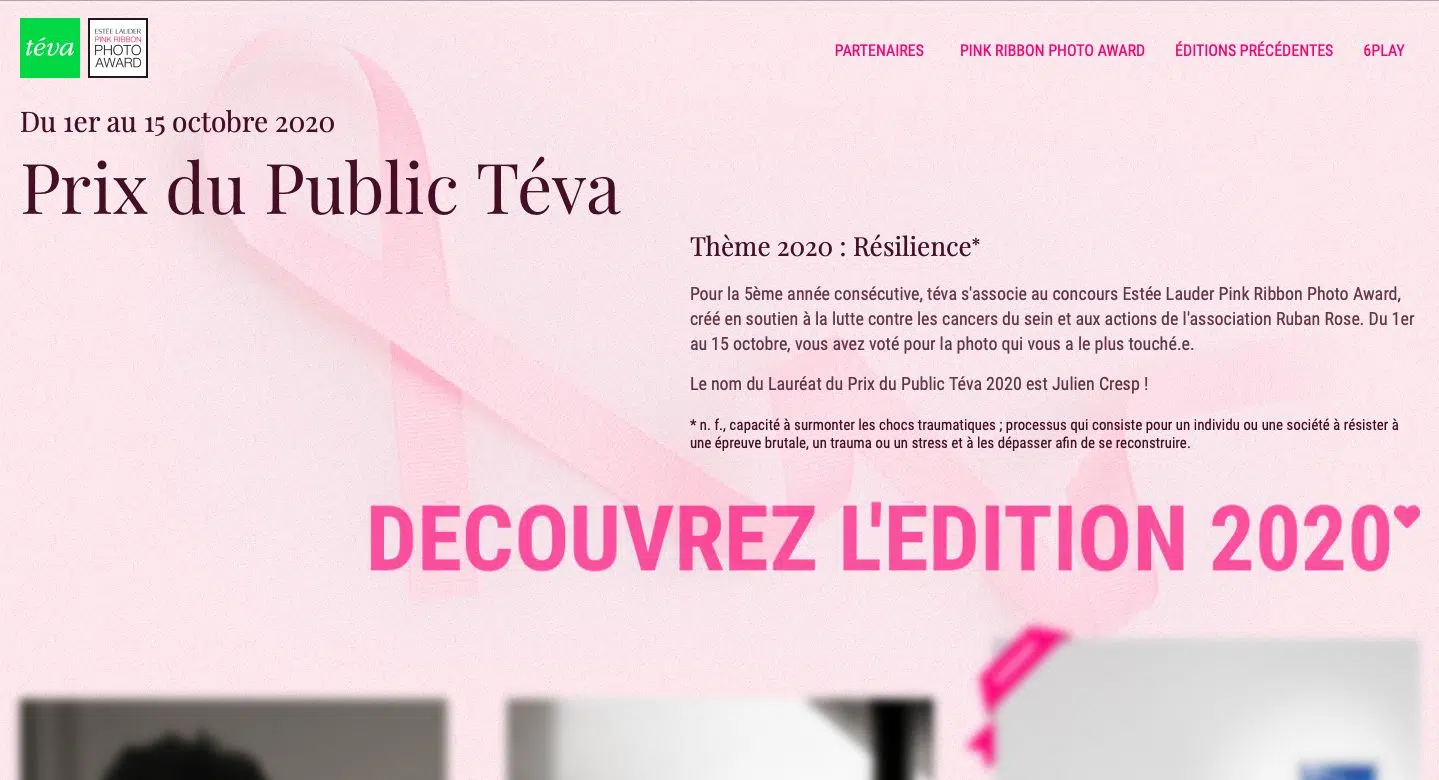 téva
ESTĒE LAUDER
PINK RIBBON
PHOTO
AWARD
PARTENAIRES
PINK RIBBON PHOTO AWARD
ÉDITIONS PRÉCÉDENTES
6PLAY
Du 1er au 15 octobre 2020
Prix du Public Téva
Thème 2020 : Résilience*
Pour la 5ème année consécutive, téva s'associe au concours Estée Lauder Pink Ribbon Photo Award,
créé en soutien à la lutte contre les cancers du sein et aux actions de l'association Ruban Rose. Du 1er
au 15 octobre, vous avez voté pour la photo qui vous a le plus touché.e.
Le nom du Lauréat du Prix du Public Téva 2020 est Julien Cresp !
* n. f., capacité à surmonter les chocs traumatiques ; processus qui consiste pour un individu ou une société à résister à
une épreuve brutale, un trauma ou un stress et à les dépasser afin de se reconstruire.
DECOUVREZ L'EDITION 2020